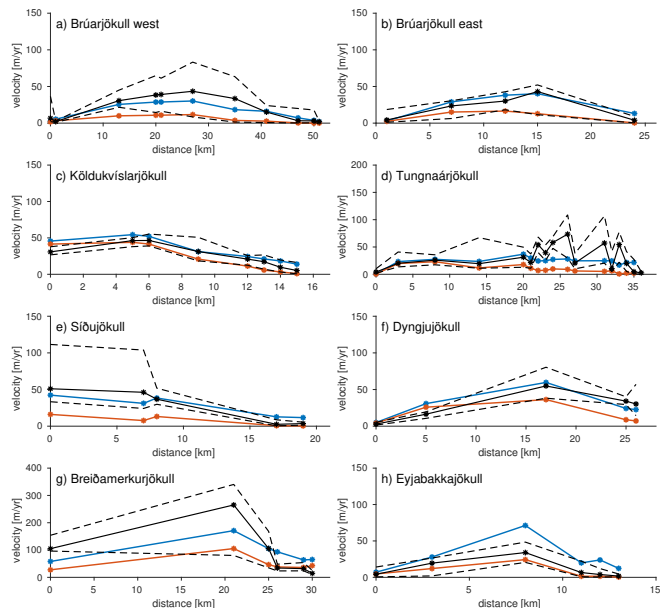 a) Brúarjökull west
velocity [m/yr]
150
100
50
0
0 10 20 30 40 50
distance [km]
b) Brúarjökull east
velocity [m/yr]
150
100
50
0
0 5 10 15 20 25
distance [km]
c) Köldukvíslarjökull
velocity [m/yr]
150
100
50
0
0 2 4 6 8 10 12 14 16
distance [km]
d) Tungnaárjökull
velocity [m/yr]
200
150
100
50
0
0 5 10 15 20 25 30 35
distance [km]
e) Síðujökull
velocity [m/yr]
150
100
50
0
0 5 10 15 20
distance [km]
f) Dyngjujökull
velocity [m/yr]
150
100
50
0
0 5 10 15 20 25
distance [km]
g) Breiðamerkurjökull
velocity [m/yr]
400
300
200
100
0
0 5 10 15 20 25 30
distance [km]
h) Eyjabakkajökull
velocity [m/yr]
150
100
50
0
0 5 10 15
distance [km]